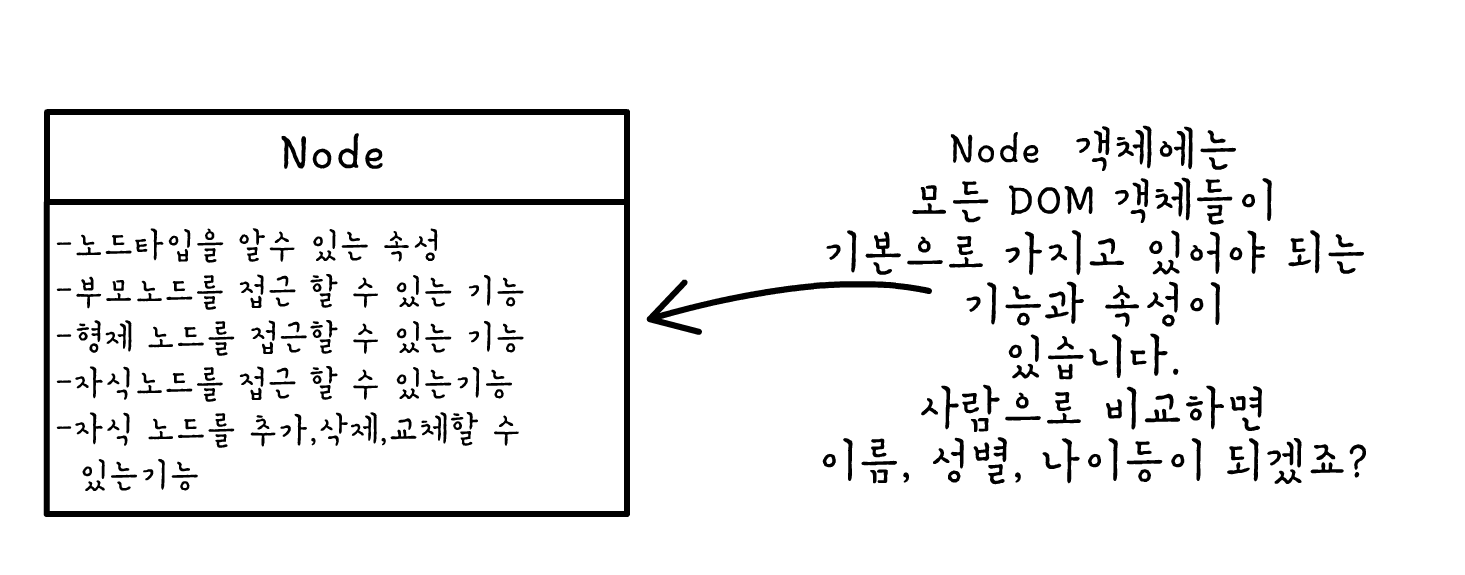 Node
-노드타입을 알수 있는 속성
-부모노드를 접근 할 수 있는 기능
-형제 노드를 접근할 수 있는 기능
-자식노드를 접근 할 수 있는기능
-자식 노드를 추가,삭제,교체할 수
있는기능
Node 객체에는
모든 DOM 객체들이
기본으로 가지고 있어야 되는
기능과 속성이
있습니다.
사람으로 비교하면
이름, 성별, 나이등이 되겠죠?